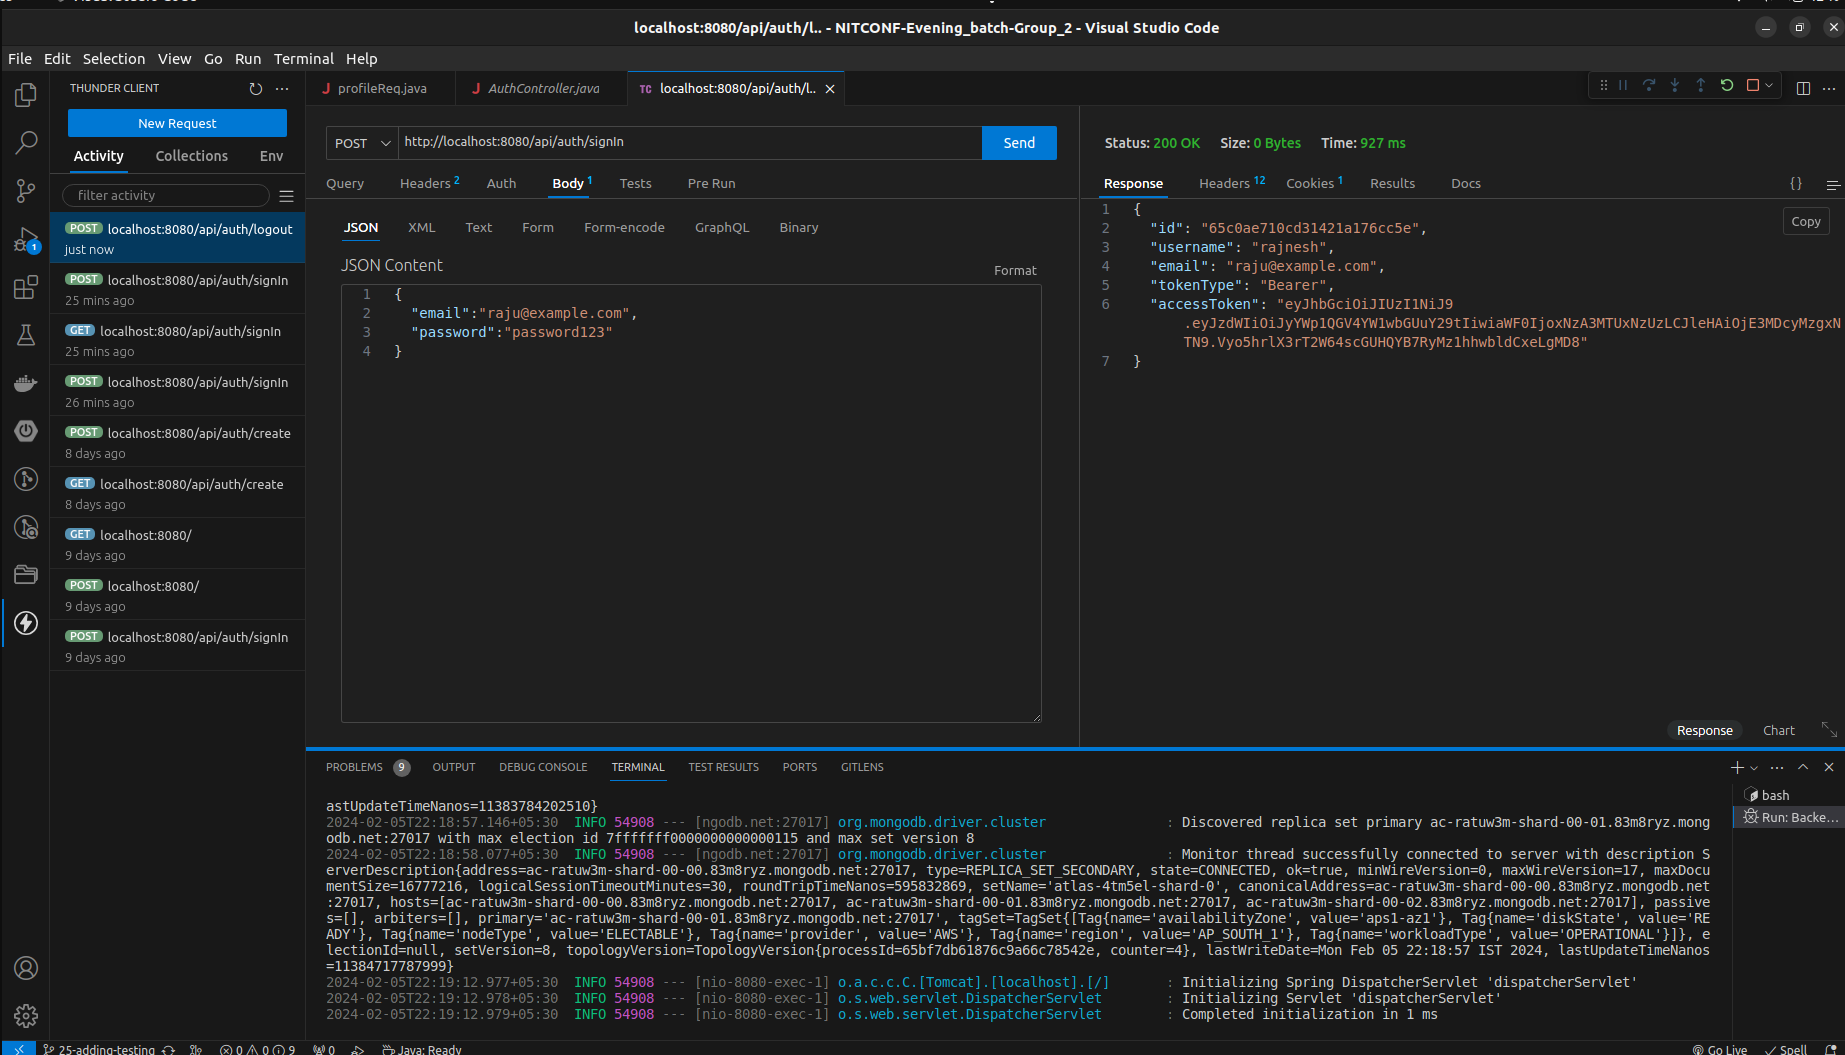 localhost:8080/api/auth/l.. - NITCONF-Evening_batch-Group_2 - Visual Studio Code
File Edit Selection View Go Run Terminal Help
THUNDER CLIENT
New Request
Activity Collections Env
filter activity
POST localhost:8080/api/auth/logout
just now
POST localhost:8080/api/auth/signIn
25 mins ago
GET localhost:8080/api/auth/signIn
25 mins ago
POST localhost:8080/api/auth/signIn
26 mins ago
POST localhost:8080/api/auth/create
8 days ago
GET localhost:8080/api/auth/create
8 days ago
GET localhost:8080/
9 days ago
POST localhost:8080/
9 days ago
POST localhost:8080/api/auth/signIn
9 days ago
1
J profileReq.java J AuthController.java TC localhost:8080/api/auth/l..
POST http://localhost:8080/api/auth/signIn Send
Query Headers 2 Auth Body 1 Tests Pre Run
JSON XML Text Form Form-encode GraphQL Binary
JSON Content
Format
1 {
2 "email":"raju@example.com",
3 "password":"password123"
4 }
Status: 200 OK Size: 0 Bytes Time: 927 ms
Response Headers 12 Cookies 1 Results Docs {}
Copy
1 {
2 "id": "65c0ae710cd31421a176cc5e",
3 "username": "rajnesh",
4 "email": "raju@example.com",
5 "tokenType": "Bearer",
6 "accessToken": "eyJhbGciOiJIUzI1NiJ9
.eyJzdWIiOiJyYWp1QGV4YW1wbGUuY29tIiwiaWF0IjoxNzA3MTUxNzUzLCJleHAiOjE3MDcyMzgxN
TN9.Vyo5hrlX3rT2W64scGUHQYB7RyMz1hhwbldCxeLgMD8"
7 }
Response Chart
PROBLEMS 9 OUTPUT DEBUG CONSOLE TERMINAL TEST RESULTS PORTS GITLENS
bash
Run: Backe...
astUpdateTimeNanos=11383784202510}
2024-02-05T22:18:57.146+05:30 INFO 54908 --- [ngodb.net:27017] org.mongodb.driver.cluster : Discovered replica set primary ac-ratuw3m-shard-00-01.83m8ryz.mong
odb.net:27017 with max election id 7fffffff0000000000000115 and max set version 8
2024-02-05T22:18:58.077+05:30 INFO 54908 --- [ngodb.net:27017] org.mongodb.driver.cluster : Monitor thread successfully connected to server with description S
erverDescription{address=ac-ratuw3m-shard-00-00.83m8ryz.mongodb.net:27017, type=REPLICA_SET_SECONDARY, state=CONNECTED, ok=true, minWireVersion=0, maxWireVersion=17, maxDocu
mentSize=16777216, logicalSessionTimeoutMinutes=30, roundTripTimeNanos=595832869, setName='atlas-4tm5el-shard-0', canonicalAddress=ac-ratuw3m-shard-00-00.83m8ryz.mongodb.net
:27017, hosts=[ac-ratuw3m-shard-00-00.83m8ryz.mongodb.net:27017, ac-ratuw3m-shard-00-01.83m8ryz.mongodb.net:27017, ac-ratuw3m-shard-00-02.83m8ryz.mongodb.net:27017], passive
s=[], arbiters=[], primary='ac-ratuw3m-shard-00-01.83m8ryz.mongodb.net:27017', tagSet=TagSet{[Tag{name='availabilityZone', value='aps1-az1'}, Tag{name='diskState', value='RE
ADY'}, Tag{name='nodeType', value='ELECTABLE'}, Tag{name='provider', value='AWS'}, Tag{name='region', value='AP_SOUTH_1'}, Tag{name='workloadType', value='OPERATIONAL'}]}, e
lectionId=null, setVersion=8, topologyVersion=TopologyVersion{processId=65bf7db61876c9a66c78542e, counter=4}, lastWriteDate=Mon Feb 05 22:18:57 IST 2024, lastUpdateTimeNanos
=11384717787999}
2024-02-05T22:19:12.977+05:30 INFO 54908 --- [nio-8080-exec-1] o.a.c.c.C.[Tomcat].[localhost].[/] : Initializing Spring DispatcherServlet 'dispatcherServlet'
2024-02-05T22:19:12.978+05:30 INFO 54908 --- [nio-8080-exec-1] o.s.web.servlet.DispatcherServlet : Initializing Servlet 'dispatcherServlet'
2024-02-05T22:19:12.979+05:30 INFO 54908 --- [nio-8080-exec-1] o.s.web.servlet.DispatcherServlet : Completed initialization in 1 ms
25-adding-testing 0 0 9 0 Java: Ready Go Live Spell